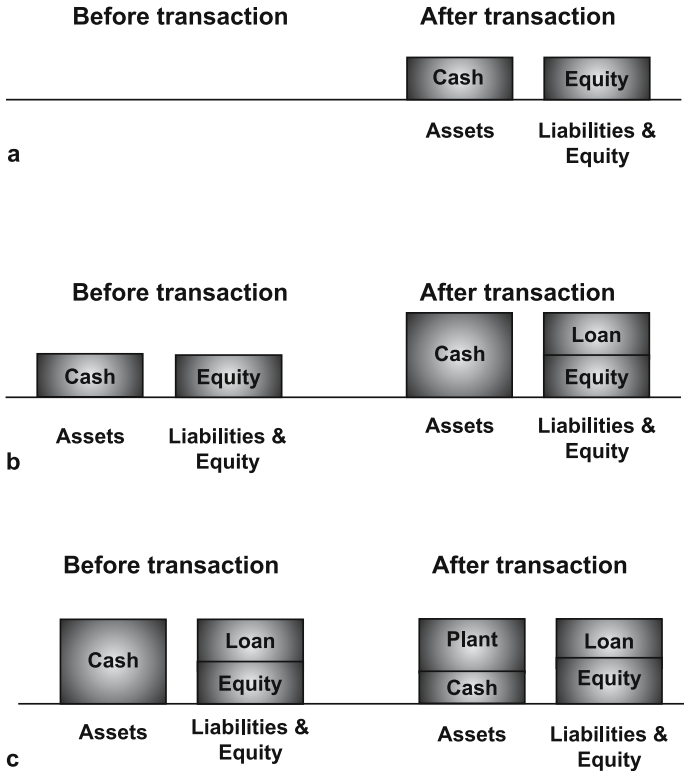 Before transaction
After transaction
Cash
Equity
Assets
Liabilities &
Equity
a
Before transaction
After transaction
Cash
Equity
Cash
Loan
Equity
Assets
Liabilities &
Equity
Assets
Liabilities &
Equity
b
Before transaction
After transaction
Cash
Loan
Equity
Plant
Cash
Loan
Equity
Assets
Liabilities &
Equity
Assets
Liabilities &
Equity
c